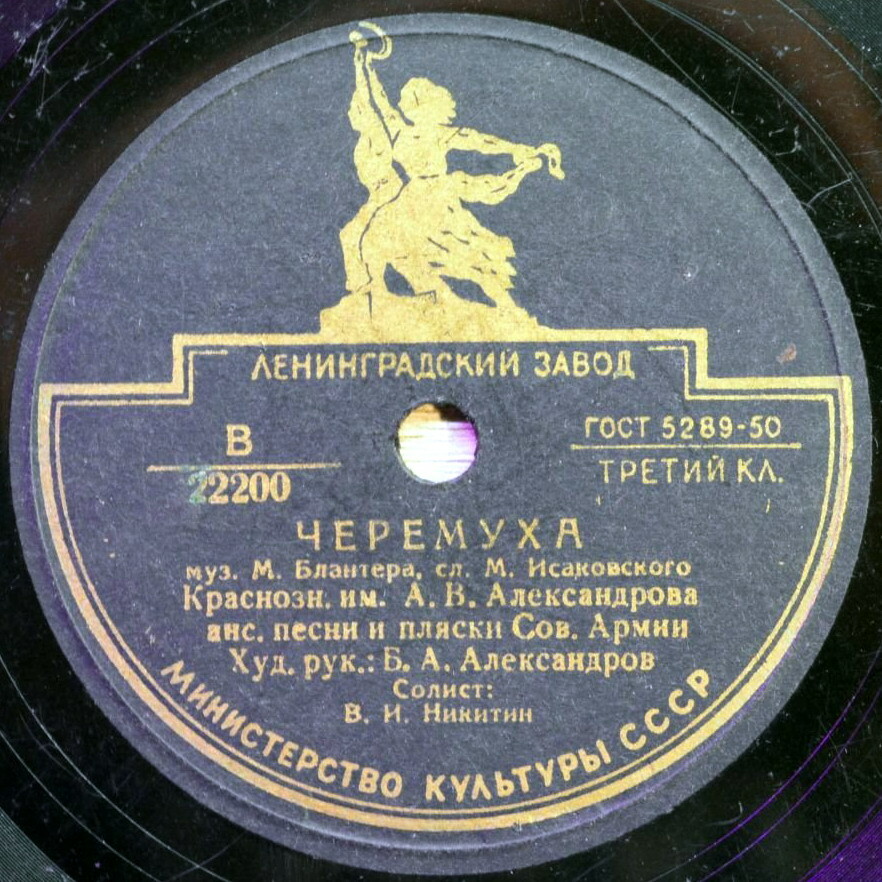 ЛЕНИНГРАДСКИЙ ЗАВОД
В
22200
ГОСТ 5289-50
ТРЕТИЙ КЛ.
ЧЕРЕМУХА
муз. М. Блантера, сл. М. Исаковского
Краснозн. им. А. В. Александрова
анс. песни и пляски Сов. Армии
Худ. рук.: Б. А. Александров
Солист:
В. И. Никитин
МИНИСТЕРСТВО КУЛЬТУРЫ СССР